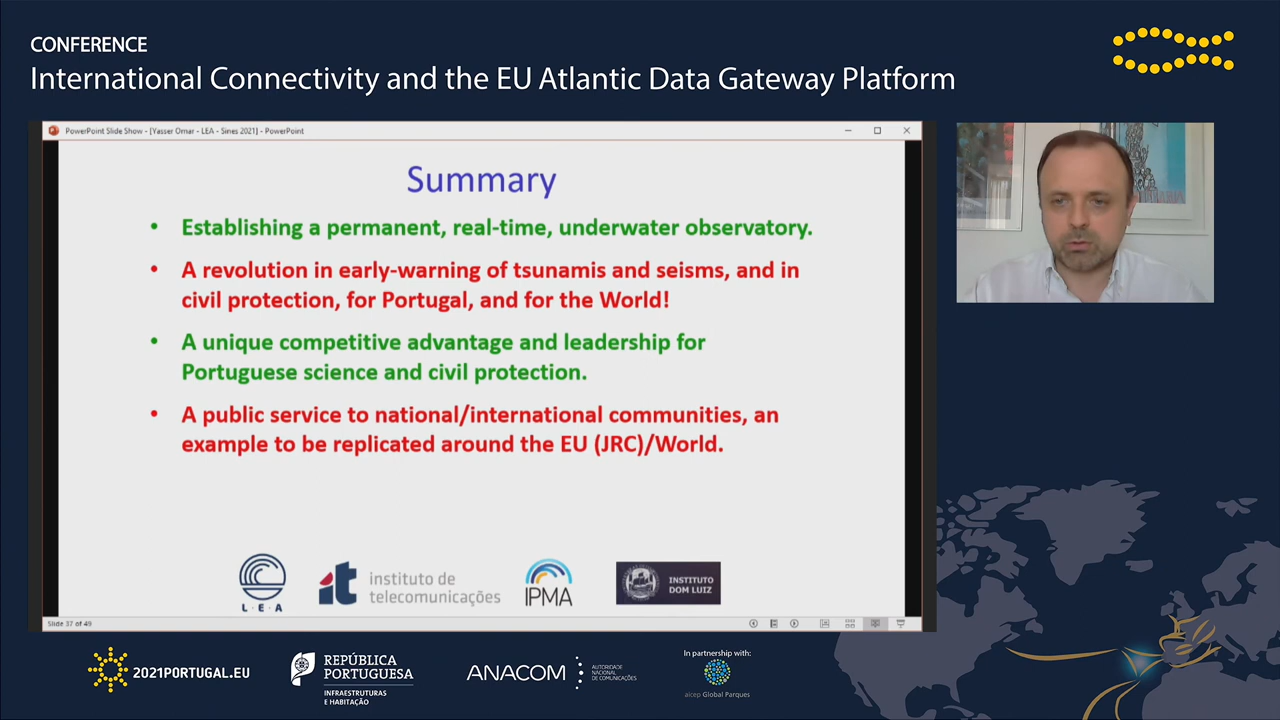 CONFERENCE
International Connectivity and the EU Atlantic Data Gateway Platform
PowerPoint Slide Show - [Yasser Omar - LEA - Sines 2021] - PowerPoint
Summary
• Establishing a permanent, real-time, underwater observatory.
• A revolution in early-warning of tsunamis and seisms, and in
civil protection, for Portugal, and for the World!
• A unique competitive advantage and leadership for
Portuguese science and civil protection.
• A public service to national/international communities, an
example to be replicated around the EU (JRC)/World.
L·E·A
it instituto de
telecomunicações
IPMA
INSTITUTO
DOM LUIZ
Slide 37 of 49
2021PORTUGAL.EU
REPÚBLICA
PORTUGUESA
INFRAESTRUTURAS
E HABITAÇÃO
ANACOM
AUTORIDADE
NACIONAL
DE COMUNICAÇÕES
In partnership with:
aicep Global Parques